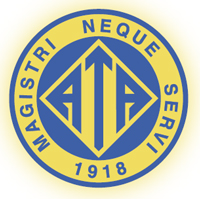 MAGISTRI NEQUE SERVI
ATA
1918